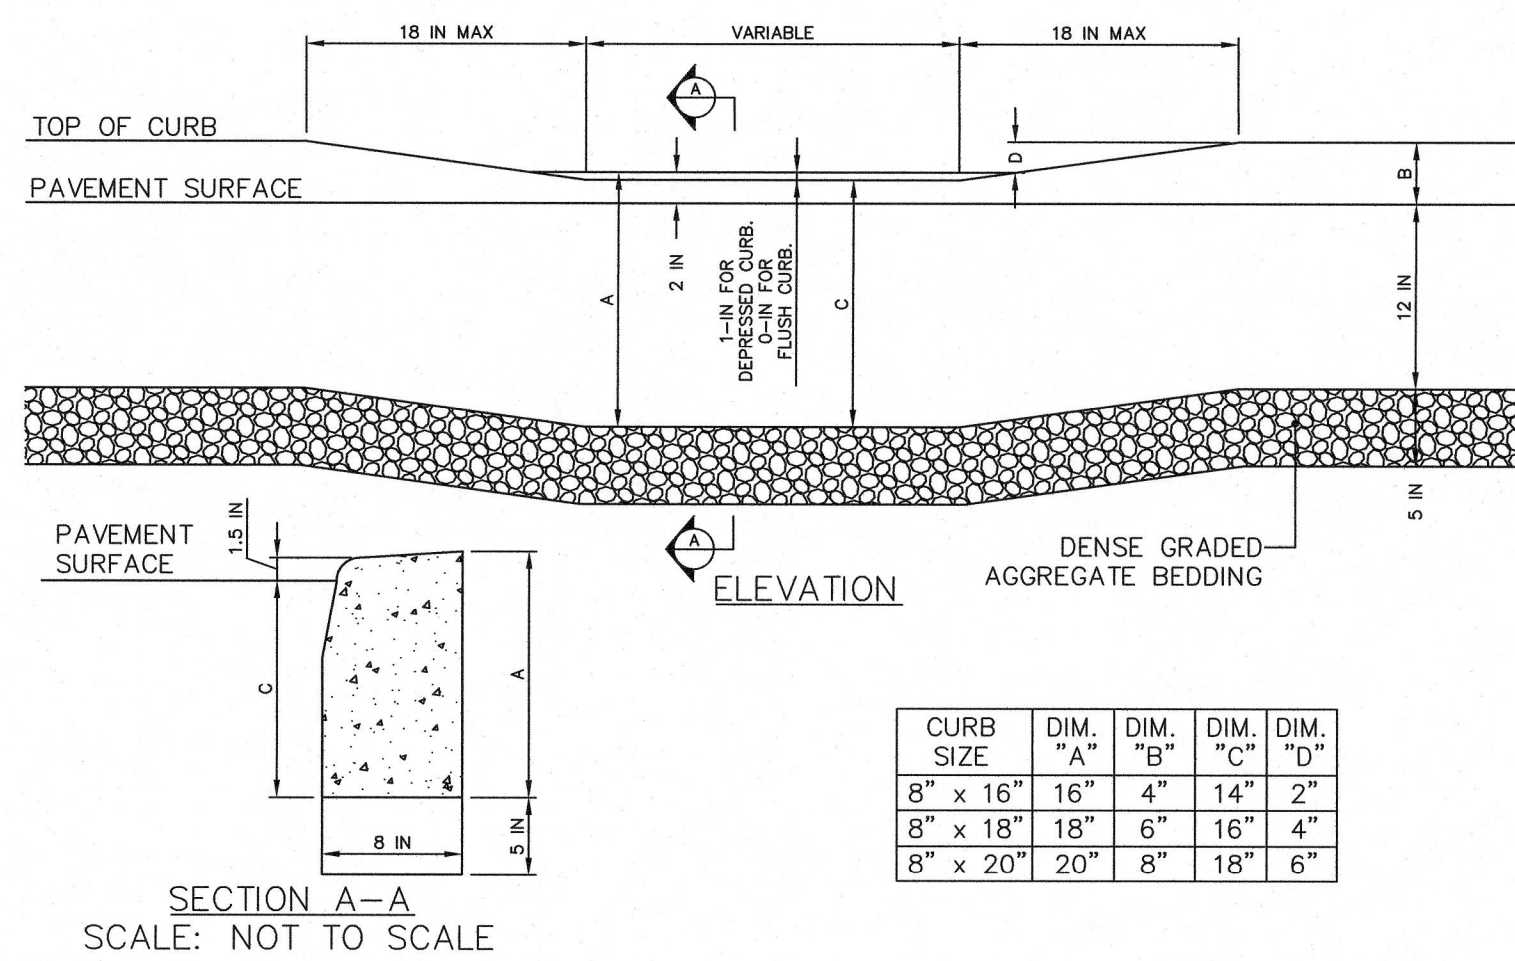 18 IN MAX
VARIABLE
18 IN MAX
A
TOP OF CURB
D
B
PAVEMENT SURFACE
A
2 IN
1-IN FOR
DEPRESSED CURB.
0-IN FOR
FLUSH CURB.
C
12 IN
5 IN
DENSE GRADED
AGGREGATE BEDDING
A
ELEVATION
PAVEMENT
SURFACE
1.5 IN
C
A
8 IN
5 IN
SECTION A-A
SCALE: NOT TO SCALE
CURB SIZE DIM. "A" DIM. "B" DIM. "C" DIM. "D"
8" x 16" 16" 4" 14" 2"
8" x 18" 18" 6" 16" 4"
8" x 20" 20" 8" 18" 6"